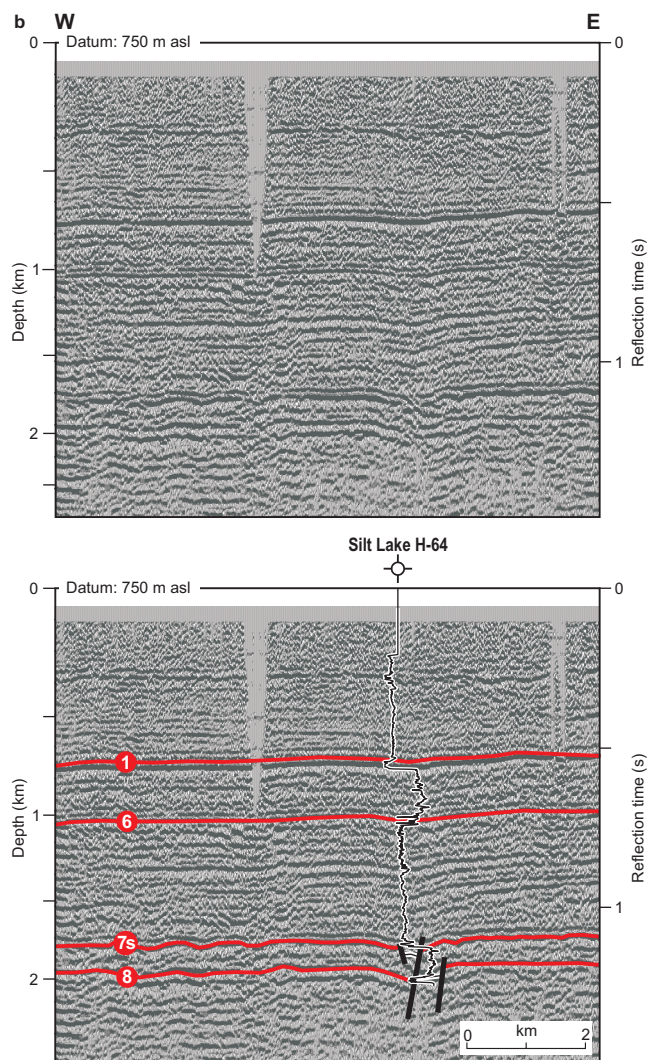 b W E
0 Datum: 750 m asl 0
Depth (km)
Reflection time (s)
1
1
2
Silt Lake H-64
0 Datum: 750 m asl 0
1
Depth (km)
Reflection time (s)
1
6
1
7s
8
2
km
0 2